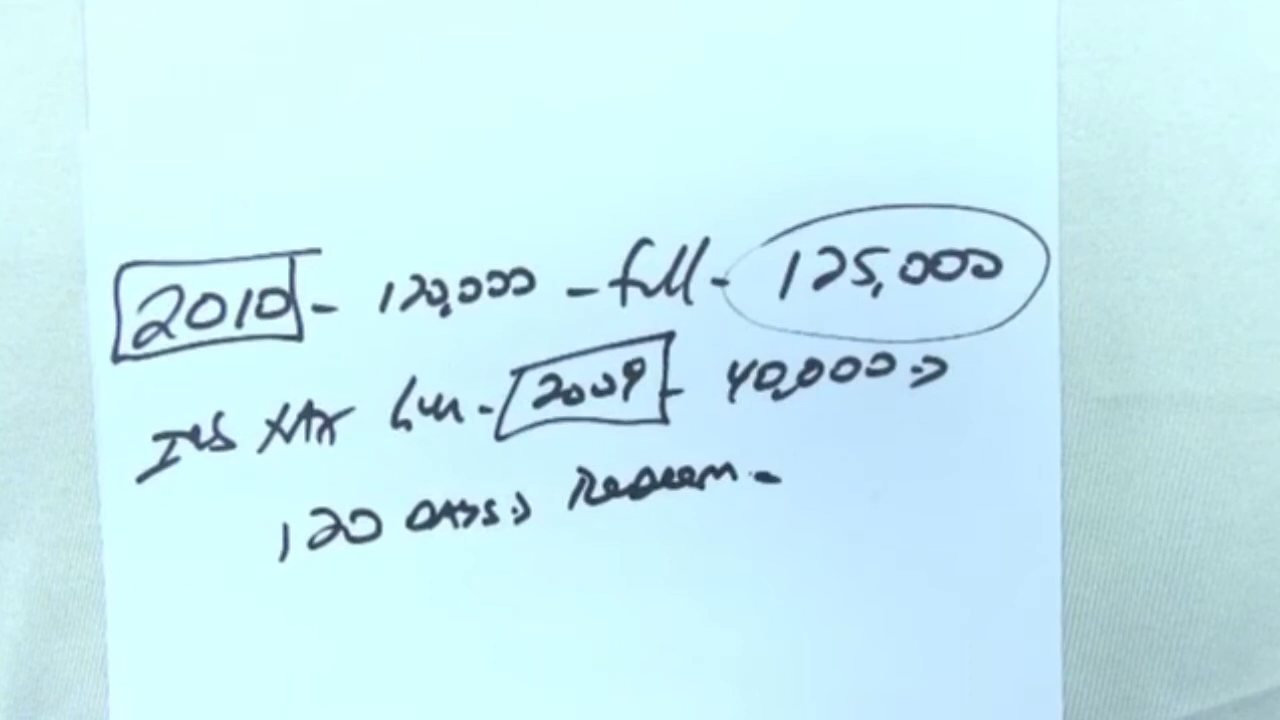 2010 - 120,000 - full - 125,000
IRS TAX Lien - 2009 - 40,000
120 DAYS Redeem -